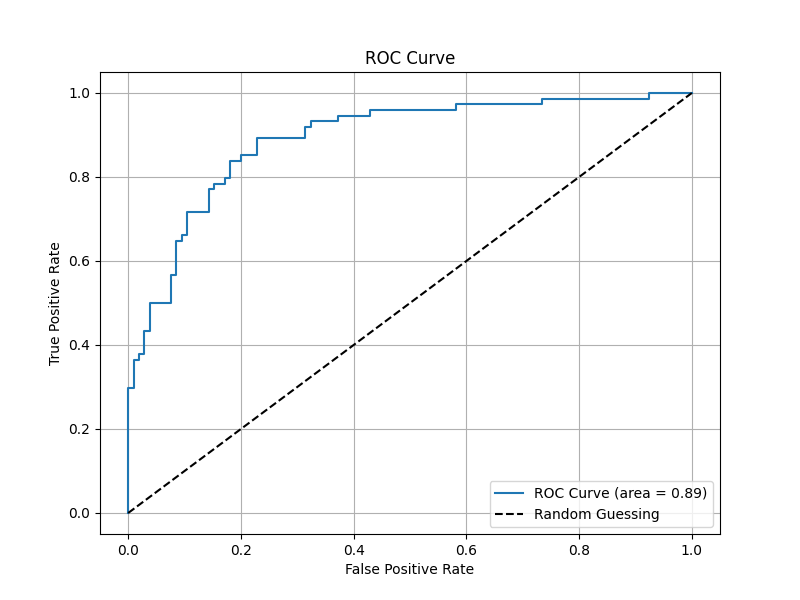 ROC Curve
True Positive Rate
1.0
0.8
0.6
0.4
0.2
0.0
0.0 0.2 0.4 0.6 0.8 1.0
False Positive Rate
ROC Curve (area = 0.89)
Random Guessing